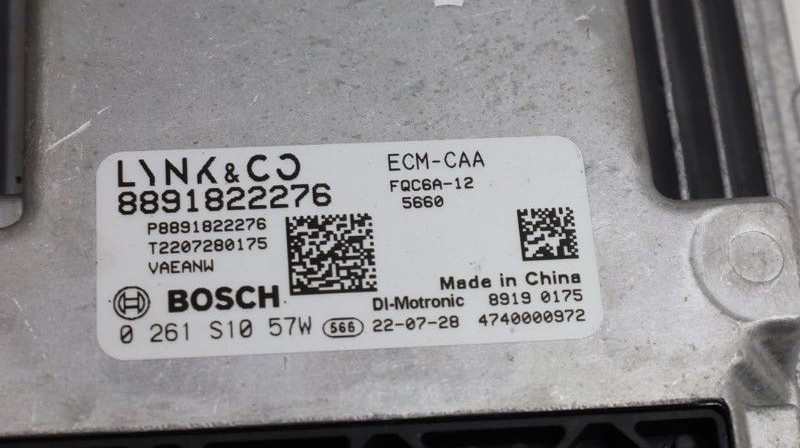 LYNK & CO
ECM-CAA
8891822276
FQC6A-12
5660
P8891822276
T2207280175
VAEANW
Made in China
BOSCH
DI-Motronic 8919 0175
0 261 S10 57W 566 22-07-28 4740000972